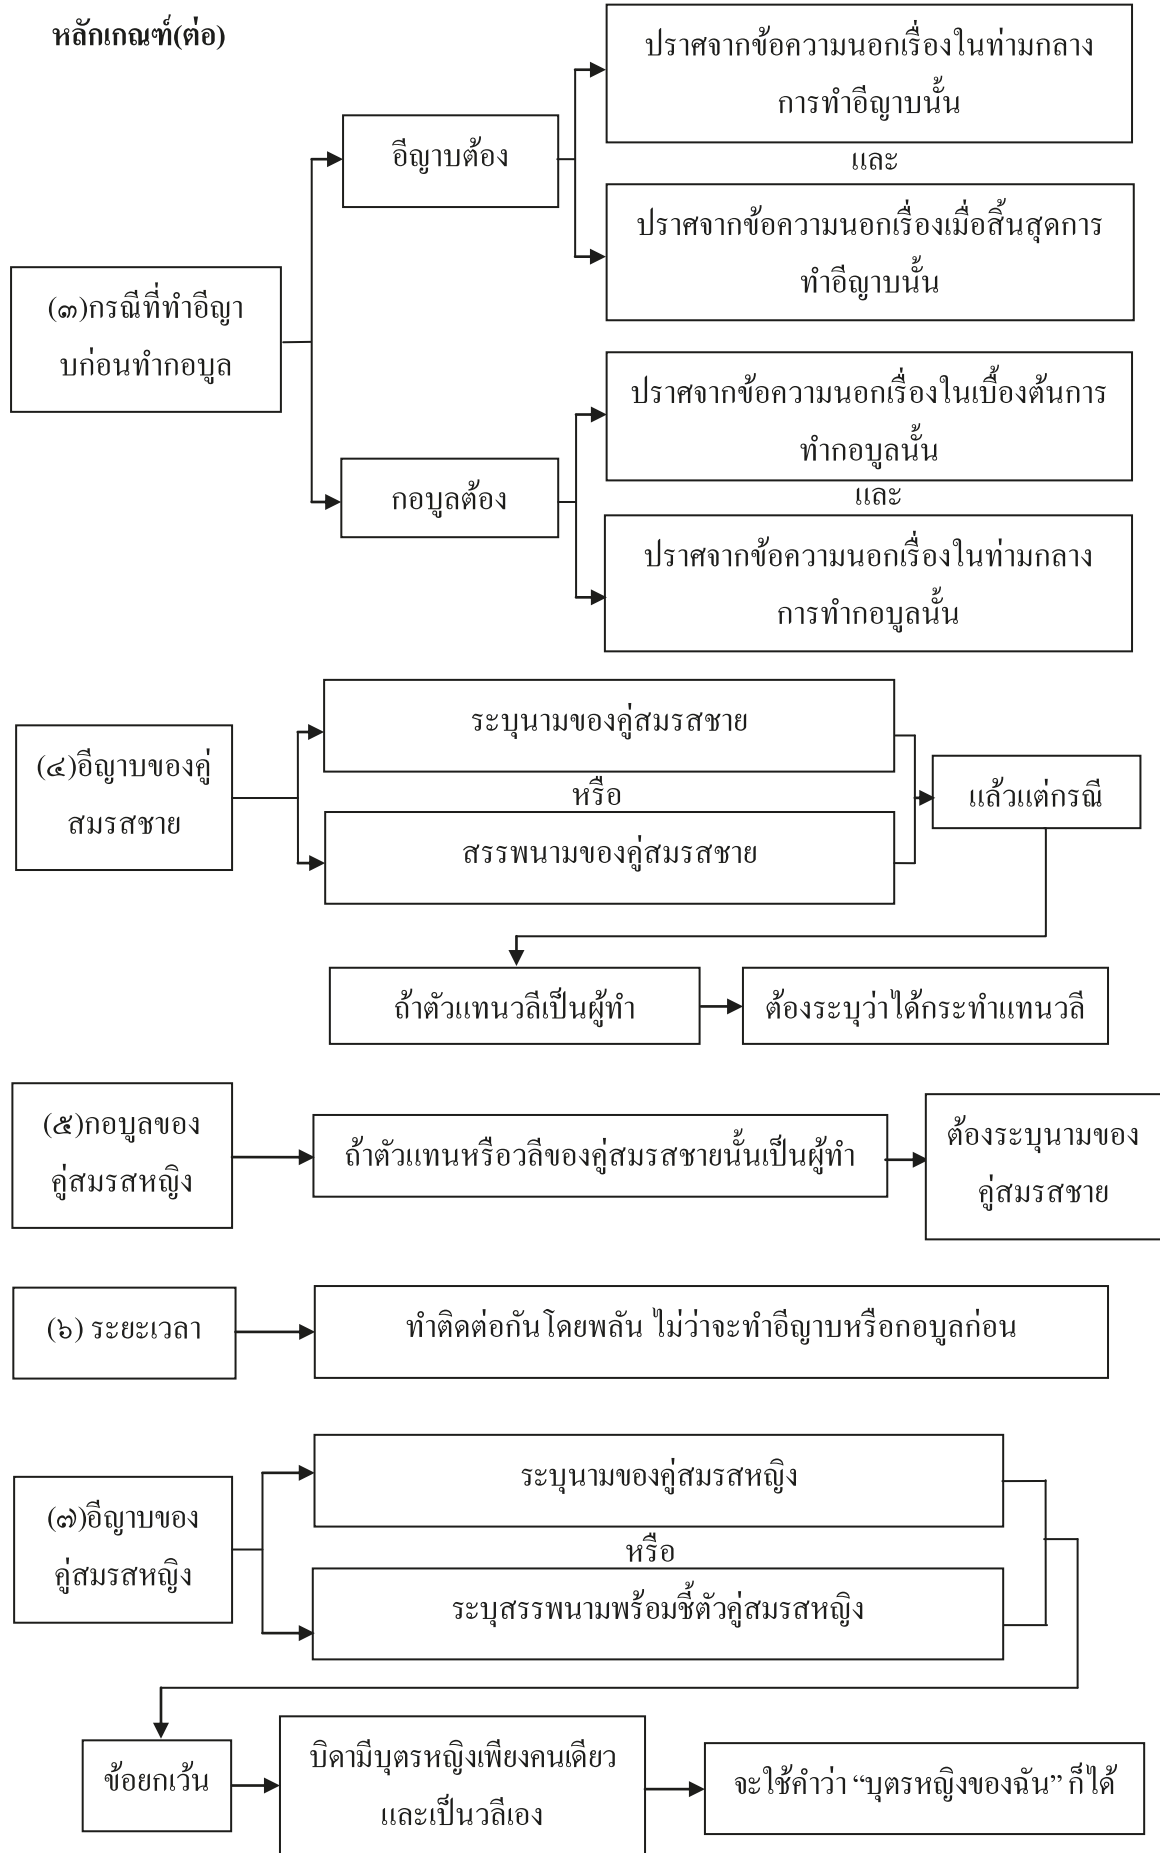 หลักเกณฑ์(ต่อ)
ปราศจากข้อความนอกเรื่องในท่ามกลาง
การทำอีญาบนั้น
อีญาบต้อง
และ
ปราศจากข้อความนอกเรื่องเมื่อสิ้นสุดการ
ทำอีญาบนั้น
(๓)กรณีที่ทำอีญา
บก่อนทำกอบูล
ปราศจากข้อความนอกเรื่องในเบื้องต้นการ
ทำกอบูลนั้น
กอบูลต้อง
และ
ปราศจากข้อความนอกเรื่องในท่ามกลาง
การทำกอบูลนั้น
(๔)อีญาบของคู่
สมรสชาย
ระบุนามของคู่สมรสชาย
หรือ
สรรพนามของคู่สมรสชาย
แล้วแต่กรณี
ถ้าตัวแทนวลีเป็นผู้ทำ
ต้องระบุว่าได้กระทำแทนวลี
(๕)กอบูลของ
คู่สมรสหญิง
ถ้าตัวแทนหรือวลีของคู่สมรสชายนั้นเป็นผู้ทำ
ต้องระบุนามของ
คู่สมรสชาย
(๖) ระยะเวลา
ทำติดต่อกันโดยพลัน ไม่ว่าจะทำอีญาบหรือกอบูลก่อน
(๗)อีญาบของ
คู่สมรสหญิง
ระบุนามของคู่สมรสหญิง
หรือ
ระบุสรรพนามพร้อมชี้ตัวคู่สมรสหญิง
ข้อยกเว้น
บิดามีบุตรหญิงเพียงคนเดียว
และเป็นวลีเอง
จะใช้คำว่า “บุตรหญิงของฉัน” ก็ได้